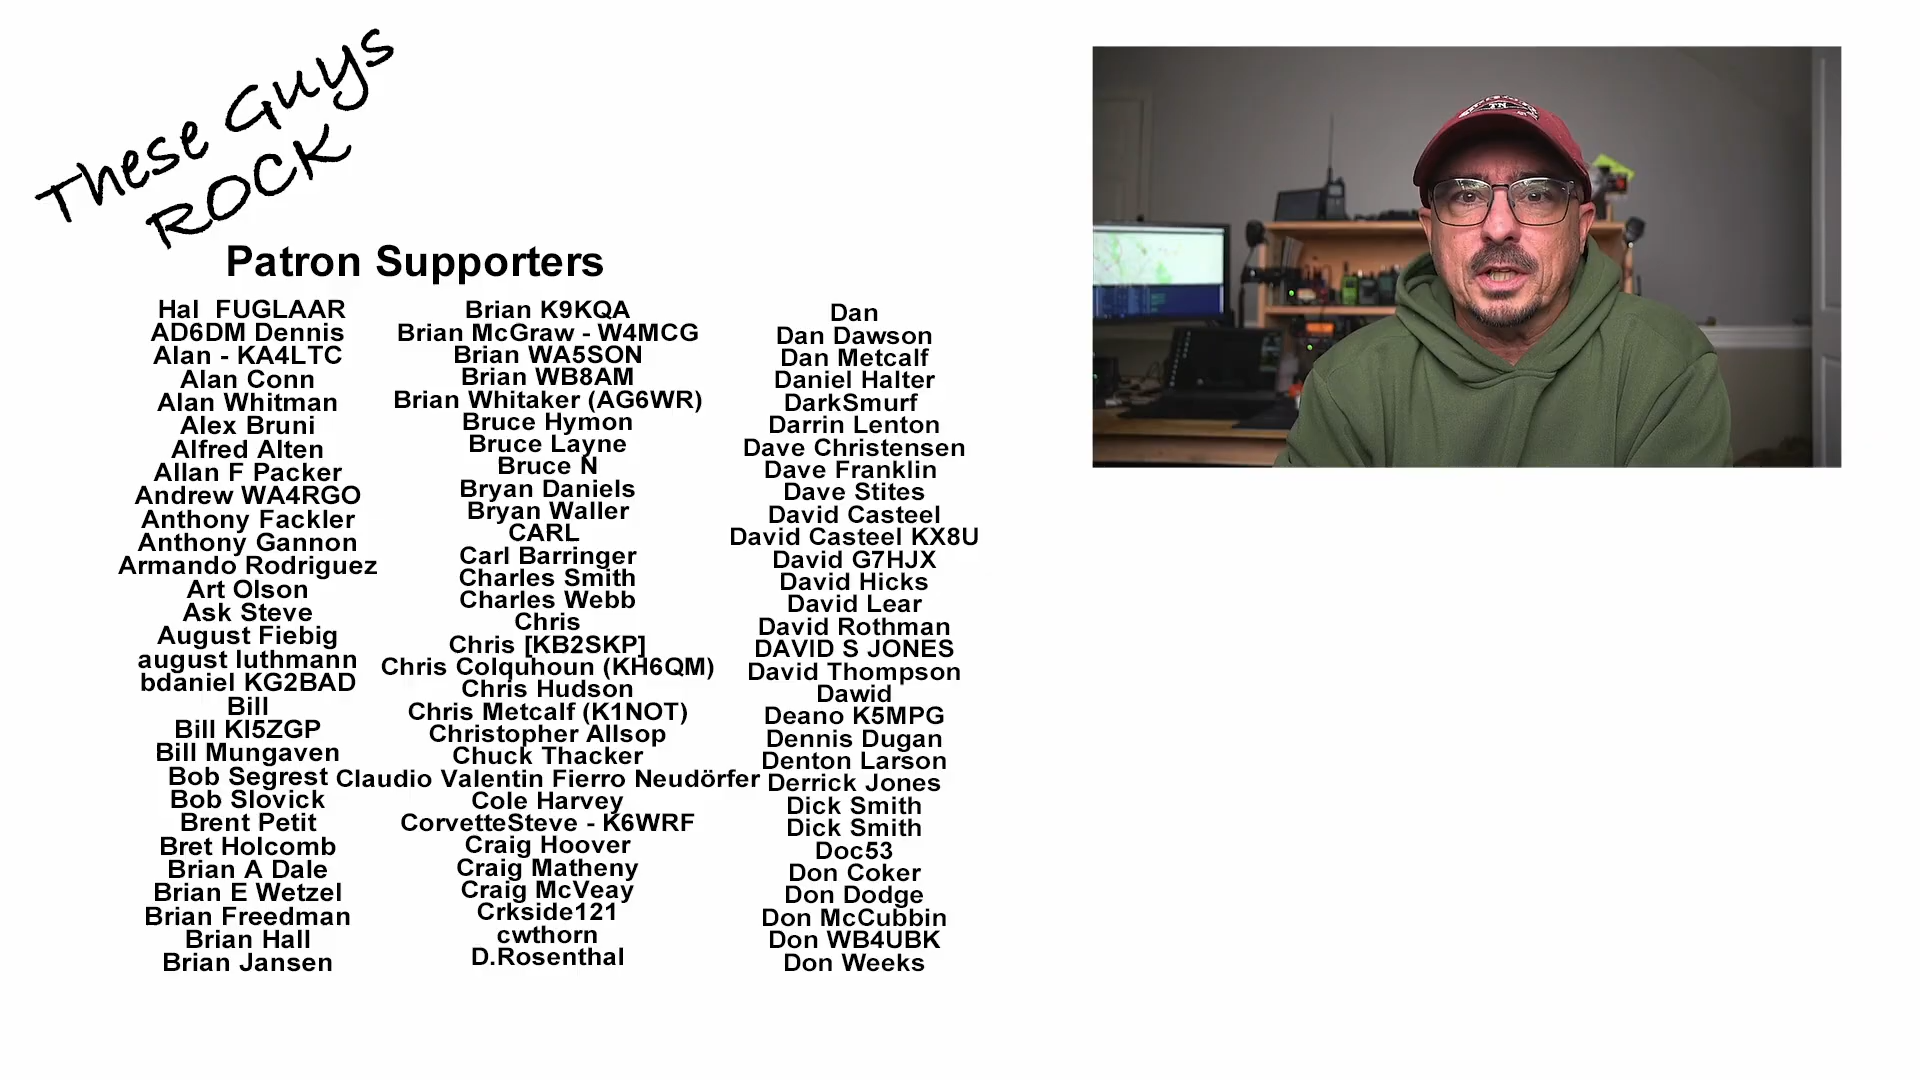 These Guys
ROCK
Patron Supporters
Hal  FUGLAAR
AD6DM Dennis
Alan - KA4LTC
Alan Conn
Alan Whitman
Alex Bruni
Alfred Alten
Allan F Packer
Andrew WA4RGO
Anthony Fackler
Anthony Gannon
Armando Rodriguez
Art Olson
Ask Steve
August Fiebig
august luthmann
bdaniel KG2BAD
Bill
Bill KI5ZGP
Bill Mungaven
Bob Segrest
Bob Slovick
Brent Petit
Bret Holcomb
Brian A Dale
Brian E Wetzel
Brian Freedman
Brian Hall
Brian Jansen
Brian K9KQA
Brian McGraw - W4MCG
Brian WA5SON
Brian WB8AM
Brian Whitaker (AG6WR)
Bruce Hymon
Bruce Layne
Bruce N
Bryan Daniels
Bryan Waller
CARL
Carl Barringer
Charles Smith
Charles Webb
Chris
Chris [KB2SKP]
Chris Colquhoun (KH6QM)
Chris Hudson
Chris Metcalf (K1NOT)
Christopher Allsop
Chuck Thacker
Claudio Valentin Fierro Neudörfer
Cole Harvey
CorvetteSteve - K6WRF
Craig Hoover
Craig Matheny
Craig McVeay
Crkside121
cwthorn
D.Rosenthal
Dan
Dan Dawson
Dan Metcalf
Daniel Halter
DarkSmurf
Darrin Lenton
Dave Christensen
Dave Franklin
Dave Stites
David Casteel
David Casteel KX8U
David G7HJX
David Hicks
David Lear
David Rothman
DAVID S JONES
David Thompson
Dawid
Deano K5MPG
Dennis Dugan
Denton Larson
Derrick Jones
Dick Smith
Dick Smith
Doc53
Don Coker
Don Dodge
Don McCubbin
Don WB4UBK
Don Weeks
TN